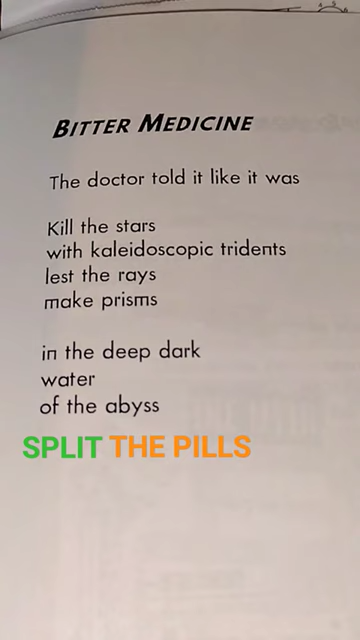 BITTER MEDICINE
The doctor told it like it was
Kill the stars
with kaleidoscopic tridents
lest the rays
make prisms
in the deep dark
water
of the abyss
SPLIT THE PILLS